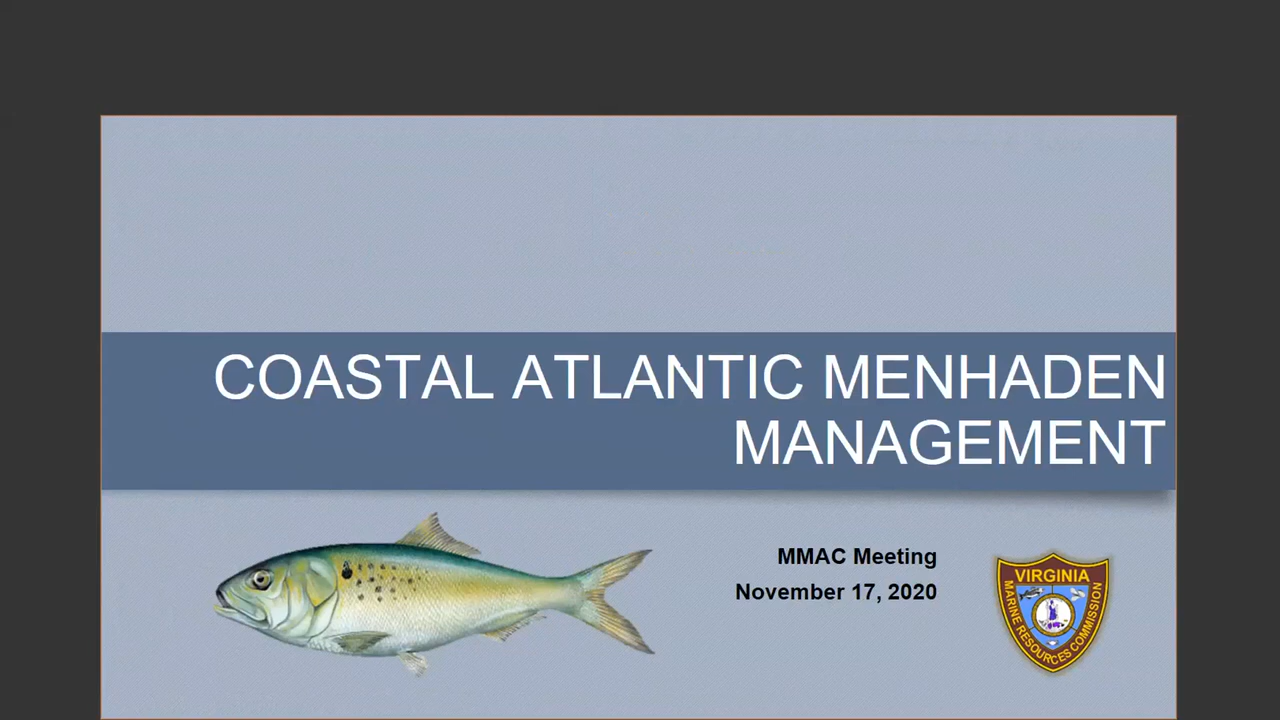 COASTAL ATLANTIC MENHADEN
MANAGEMENT
MMAC Meeting
November 17, 2020
VIRGINIA
MARINE RESOURCES COMMISSION